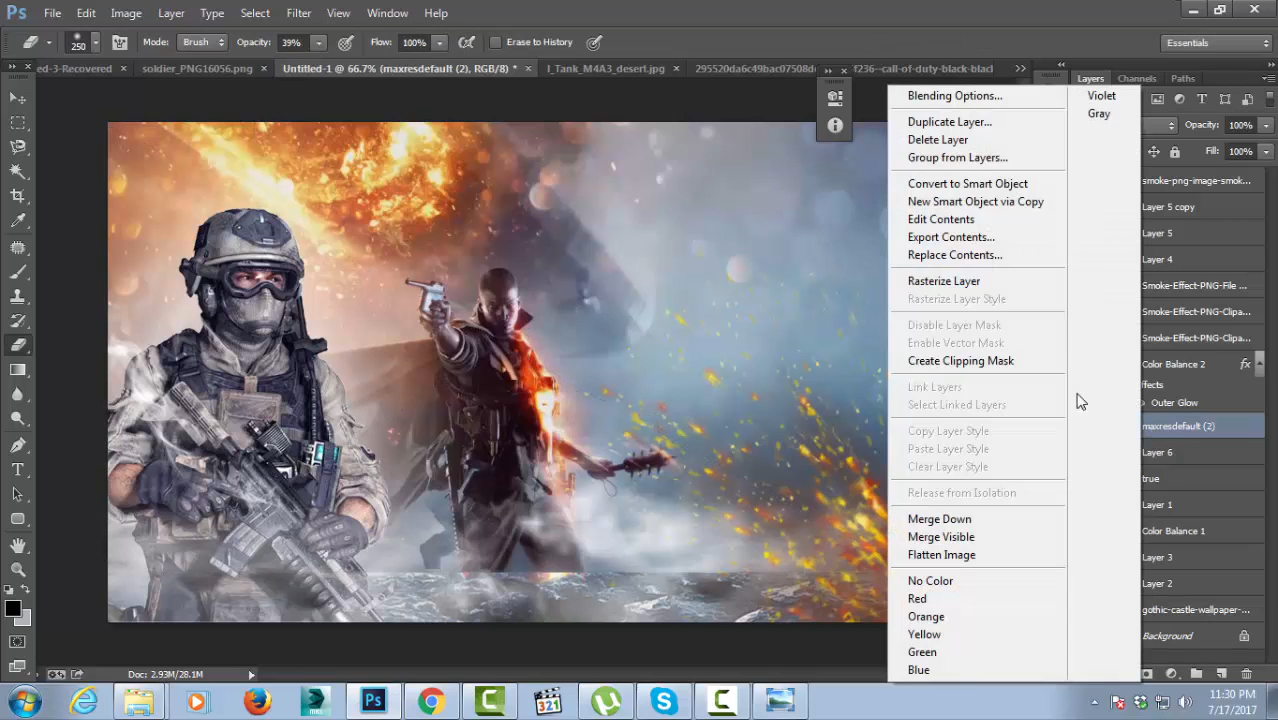 Ps File Edit Image Layer Type Select Filter View Window Help
250 Mode: Brush Opacity: 39% Flow: 100% Erase to History Essentials
ed-3-Recovered × soldier_PNG16056.png × Untitled-1 @ 66.7% (maxresdefault (2), RGB/8) * × l_Tank_M4A3_desert.jpg × f236--call-of-duty-black-black
Layers Channels Paths
Blending Options... Violet
Duplicate Layer... Gray
Delete Layer
Group from Layers...
Convert to Smart Object
New Smart Object via Copy
Edit Contents
Export Contents...
Replace Contents...
Rasterize Layer
Rasterize Layer Style
Disable Layer Mask
Enable Vector Mask
Create Clipping Mask
Link Layers
Select Linked Layers
Copy Layer Style
Paste Layer Style
Clear Layer Style
Release from Isolation
Merge Down
Merge Visible
Flatten Image
No Color
Red
Orange
Yellow
Green
Blue
Opacity: 100%
Fill: 100%
smoke-png-image-smok...
Layer 5 copy
Layer 5
Layer 4
Smoke-Effect-PNG-File ...
Smoke-Effect-PNG-Clipa...
Smoke-Effect-PNG-Clipa...
Color Balance 2 fx
ffects
Outer Glow
maxresdefault (2)
Layer 6
true
Layer 1
Color Balance 1
Layer 3
Layer 2
gothic-castle-wallpaper-...
Background
Doc: 2.93M/28.1M
11:30 PM
7/17/2017